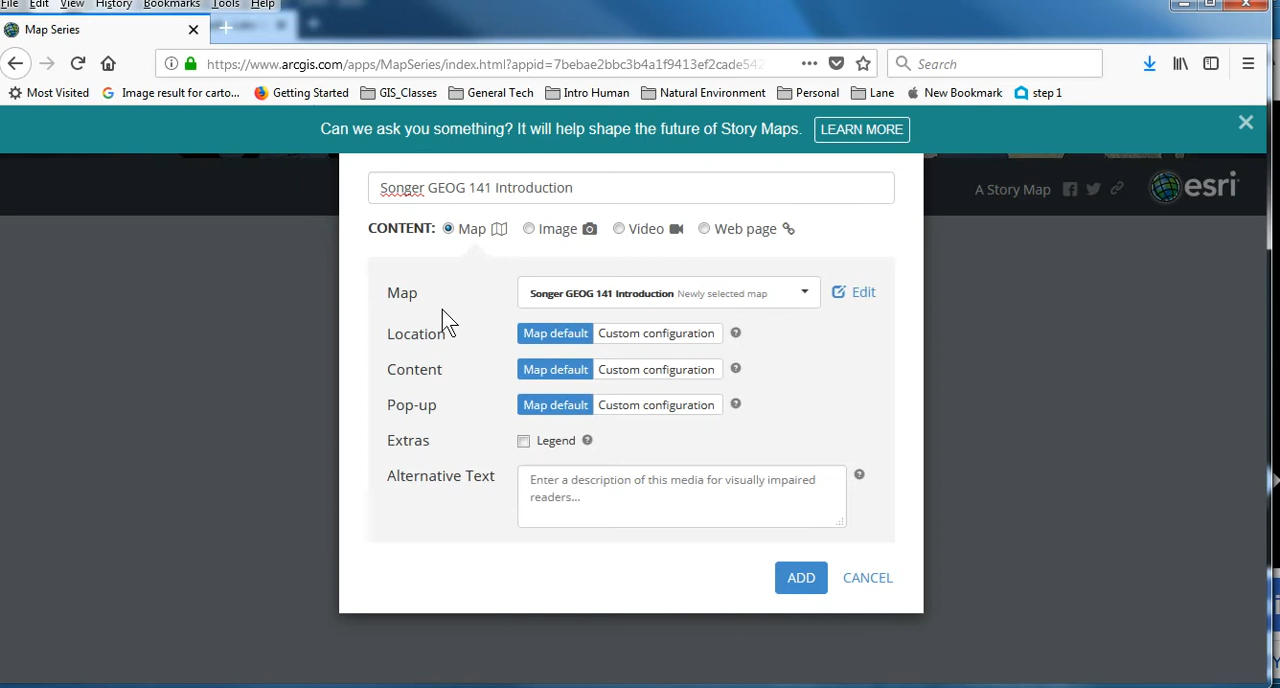 File Edit View History Bookmarks Tools Help
Map Series
https://www.arcgis.com/apps/MapSeries/index.html?appid=7bebae2bbc3b4a1f9413ef2cade542
Search
Most Visited Image result for carto... Getting Started GIS_Classes General Tech Intro Human Natural Environment Personal Lane New Bookmark step 1
Can we ask you something? It will help shape the future of Story Maps. LEARN MORE
A Story Map esri
Songer GEOG 141 Introduction
CONTENT: Map Image Video Web page
Map Songer GEOG 141 Introduction Newly selected map Edit
Location Map default Custom configuration
Content Map default Custom configuration
Pop-up Map default Custom configuration
Extras Legend
Alternative Text Enter a description of this media for visually impaired
readers...
ADD CANCEL